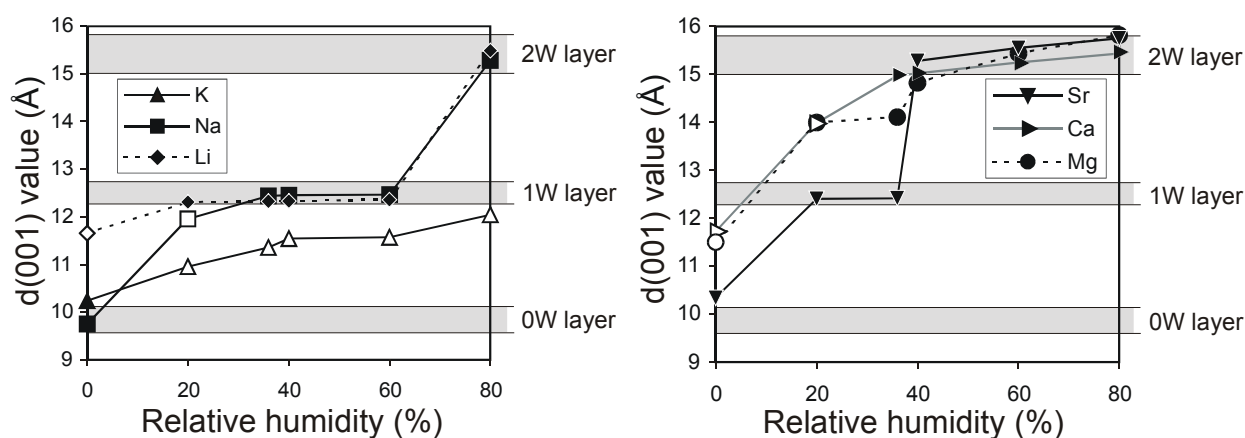 16
15
14
13
12
11
10
9
d(001) value (Å)
K
Na
Li
2W layer
1W layer
0W layer
0 20 40 60 80
Relative humidity (%)
16
15
14
13
12
11
10
9
d(001) value (Å)
Sr
Ca
Mg
2W layer
1W layer
0W layer
0 20 40 60 80
Relative humidity (%)